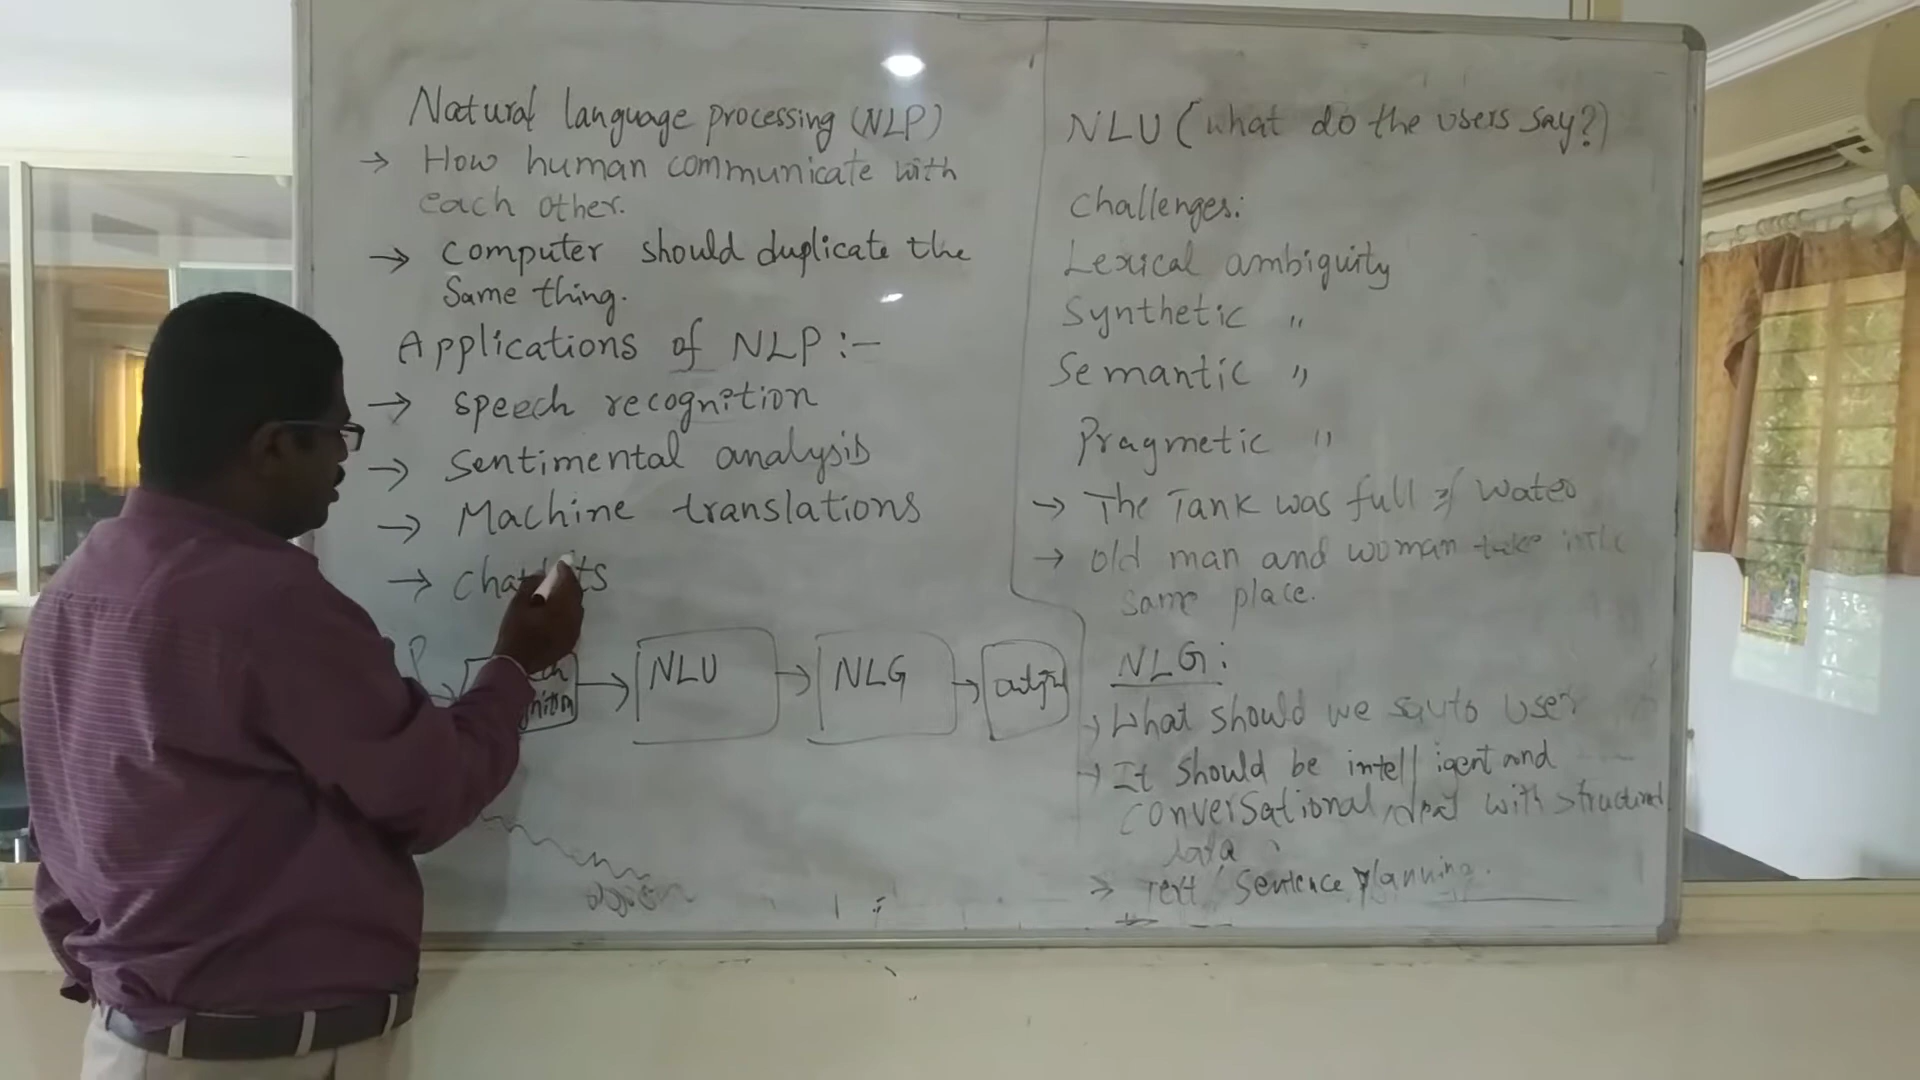 Natural language processing (NLP)
→ How human communicate with
each other.
→ computer should duplicate the
Same thing.
Applications of NLP :-
→ speech recognition
→ Sentimental analysis
→ Machine translations
→
P
NLU
NLG
NLU ( what do the users say?)
Challenges:
Lexical ambiguity
Synthetic "
Semantic "
Pragmetic "
→ The Tank was full of water
→ old man and woman take
same place.
NLG:
→ What should we say to user
→ It should be intelligent and
conversational, deal with structured
data
→ Text / Sentence planning.